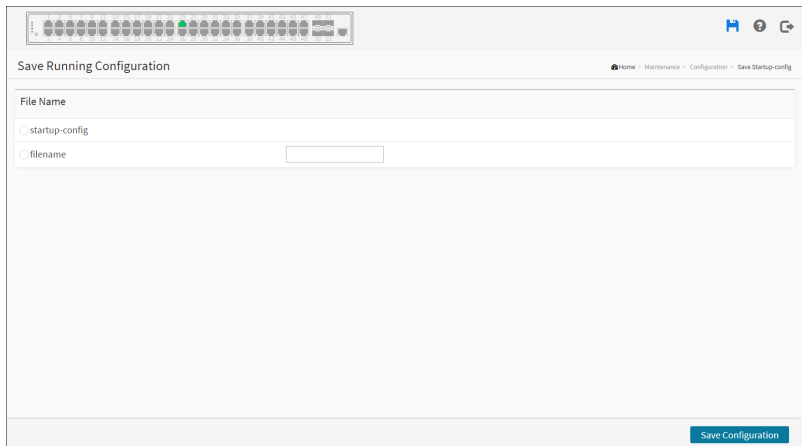 Save Running Configuration
Home > Maintenance > Configuration > Save Startup-config
File Name
startup-config
filename
Save Configuration